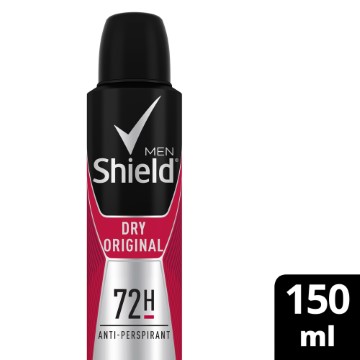 MEN
Shield
DRY
ORIGINAL
72H
ANTI-PERSPIRANT
150
ml